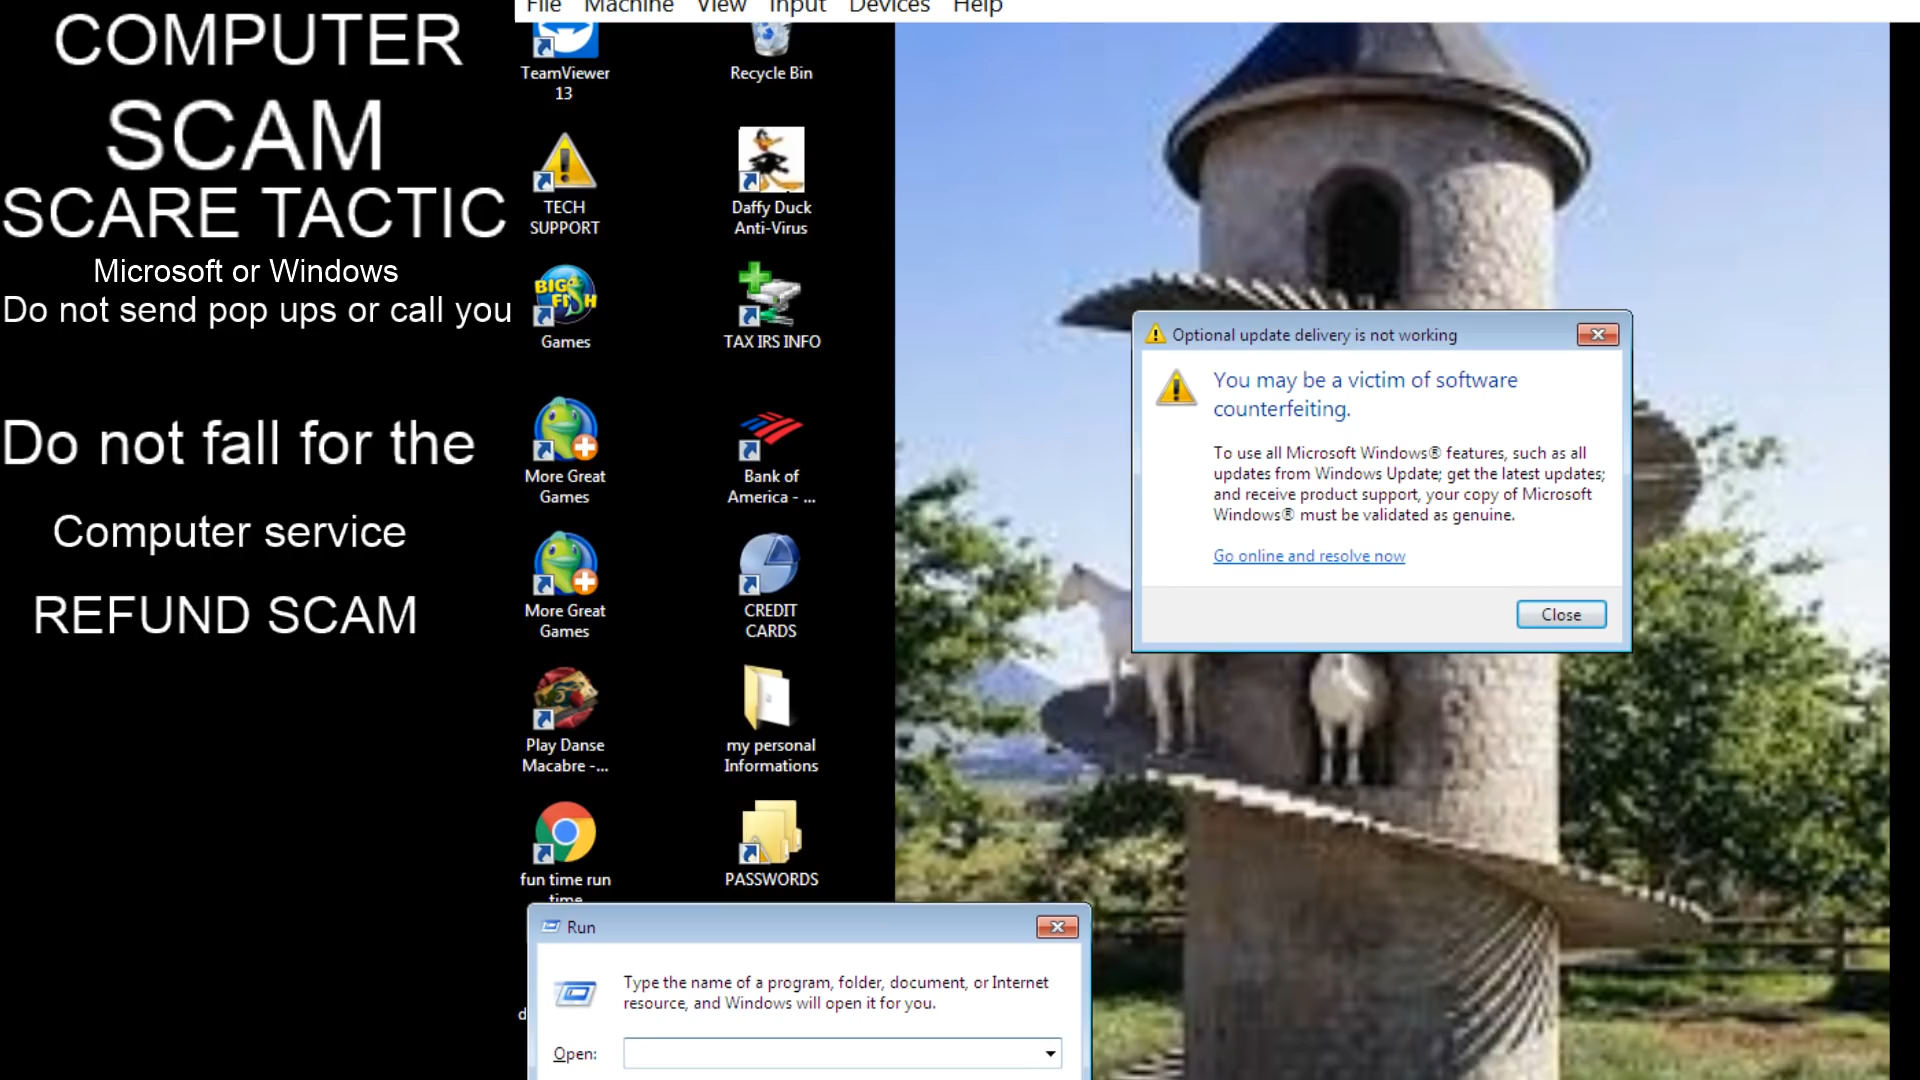 File Machine View Input Devices Help
COMPUTER
SCAM
SCARE TACTIC
Microsoft or Windows
Do not send pop ups or call you
Do not fall for the
Computer service
REFUND SCAM
TeamViewer
13
Recycle Bin
TECH
SUPPORT
Daffy Duck
Anti-Virus
BIG
FISH
Games
TAX IRS INFO
More Great
Games
Bank of
America - ...
More Great
Games
CREDIT
CARDS
Play Danse
Macabre -...
my personal
Informations
fun time run
time
PASSWORDS
Optional update delivery is not working
You may be a victim of software
counterfeiting.
To use all Microsoft Windows® features, such as all
updates from Windows Update; get the latest updates;
and receive product support, your copy of Microsoft
Windows® must be validated as genuine.
Go online and resolve now
Close
Run
Type the name of a program, folder, document, or Internet
resource, and Windows will open it for you.
Open: